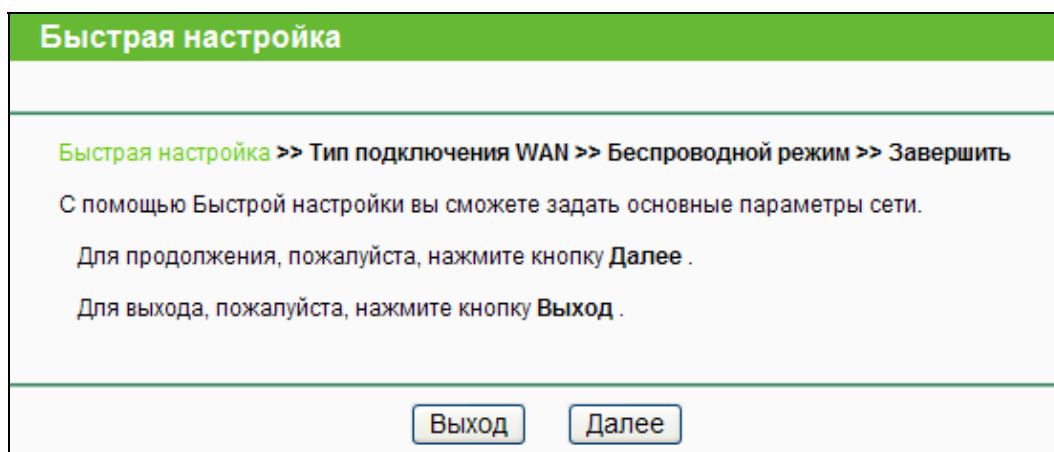 Быстрая настройка
Быстрая настройка >> Тип подключения WAN >> Беспроводной режим >> Завершить
С помощью Быстрой настройки вы сможете задать основные параметры сети.
Для продолжения, пожалуйста, нажмите кнопку Далее .
Для выхода, пожалуйста, нажмите кнопку Выход .
Выход Далее